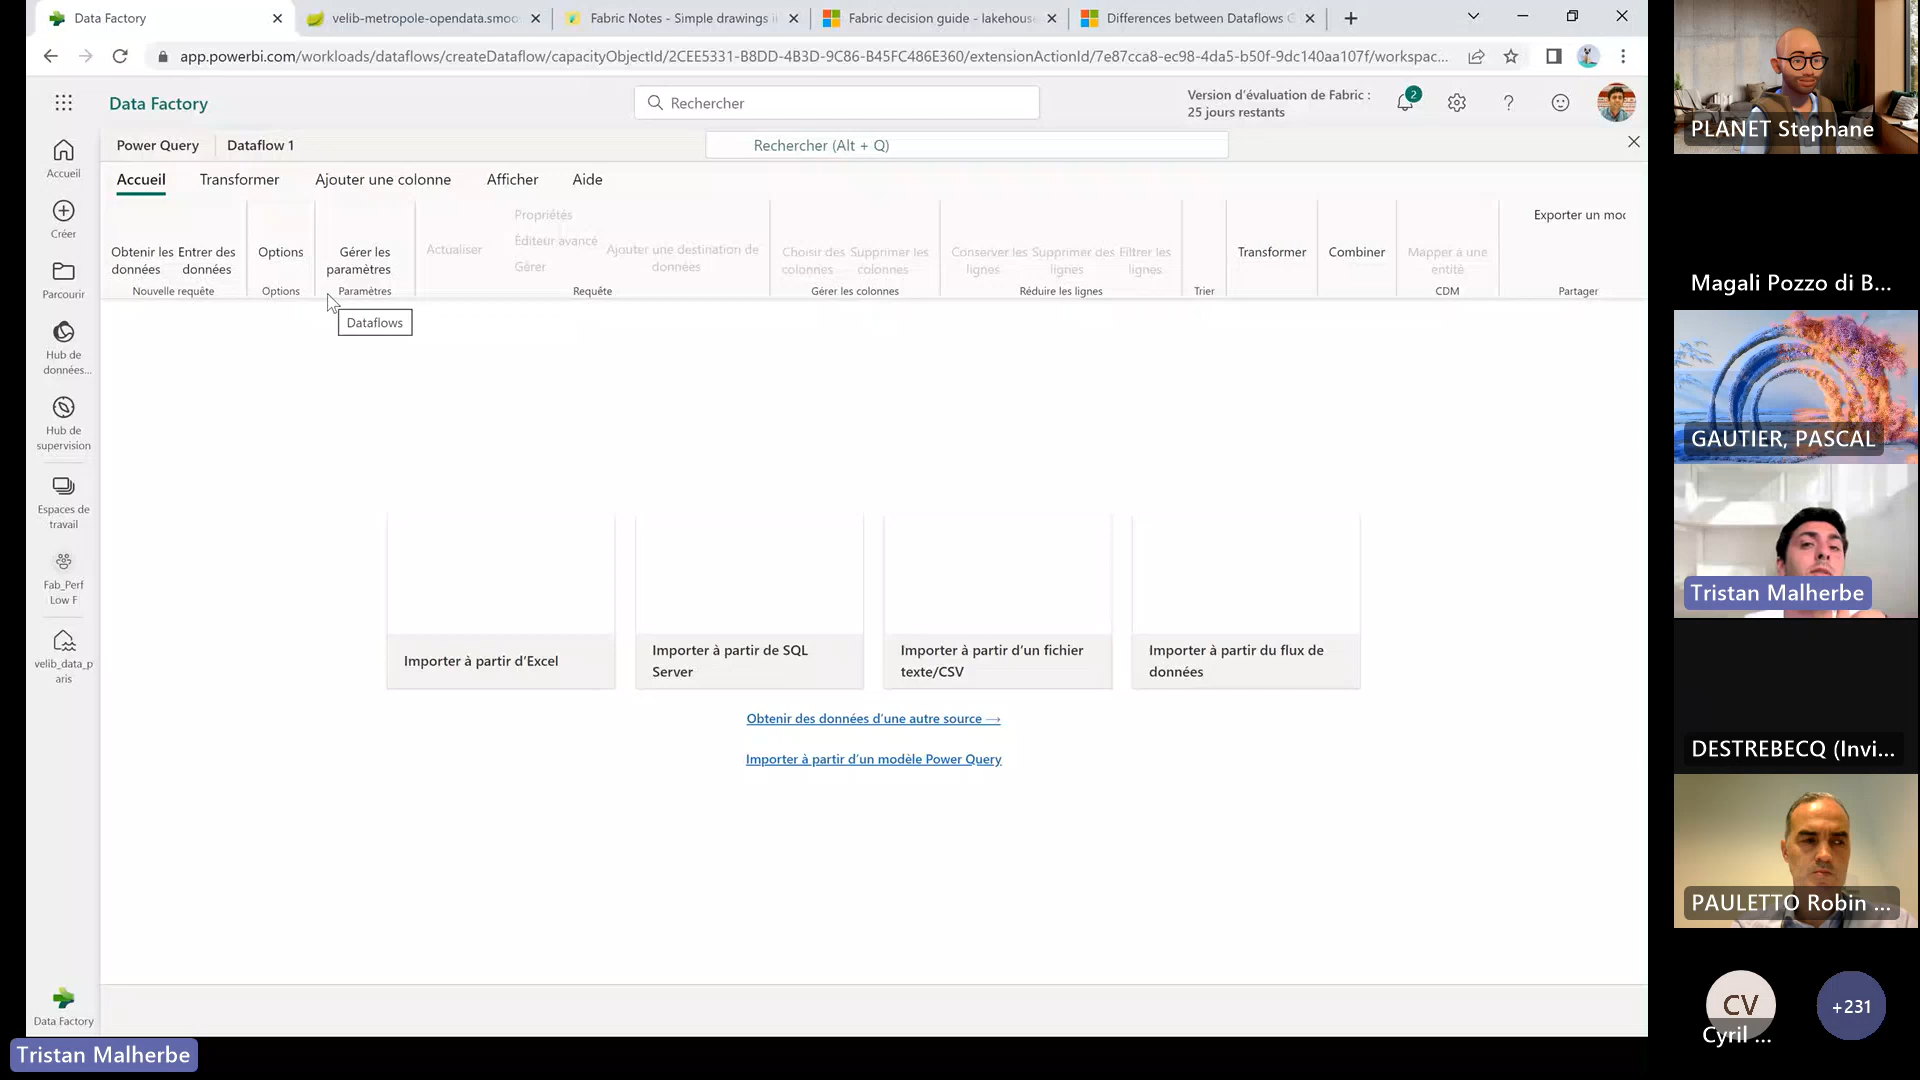 Data Factory
velib-metropole-opendata.smoo
Fabric Notes - Simple drawings i
Fabric decision guide - lakehous
Differences between Dataflows G
app.powerbi.com/workloads/dataflows/createDataflow/capacityObjectId/2CEE5331-B8DD-4B3D-9C86-B45FC486E360/extensionActionId/7e87cca8-ec98-4da5-b50f-9dc140aa107f/workspac...
Data Factory
Rechercher
Version d'évaluation de Fabric :
25 jours restants
2
Power Query
Dataflow 1
Rechercher (Alt + Q)
Accueil
Transformer
Ajouter une colonne
Afficher
Aide
Obtenir les données
Entrer des données
Nouvelle requête
Options
Options
Gérer les paramètres
Paramètres
Actualiser
Propriétés
Éditeur avancé
Gérer
Ajouter une destination de données
Requête
Choisir des colonnes
Supprimer les colonnes
Gérer les colonnes
Conserver les lignes
Supprimer des lignes
Filtrer les lignes
Réduire les lignes
Trier
Transformer
Combiner
Mapper à une entité
CDM
Exporter un mo
Partager
Dataflows
Accueil
Créer
Parcourir
Hub de
données...
Hub de
supervision
Espaces de
travail
Fab_Perf
Low F
velib_data_p
aris
Data Factory
Importer à partir d'Excel
Importer à partir de SQL
Server
Importer à partir d'un fichier
texte/CSV
Importer à partir du flux de
données
Obtenir des données d'une autre source →
Importer à partir d'un modèle Power Query
PLANET Stephane
Magali Pozzo di B...
GAUTIER, PASCAL
Tristan Malherbe
DESTREBECQ (Invi...
PAULETTO Robin ...
CV
Cyril ...
+231
Tristan Malherbe